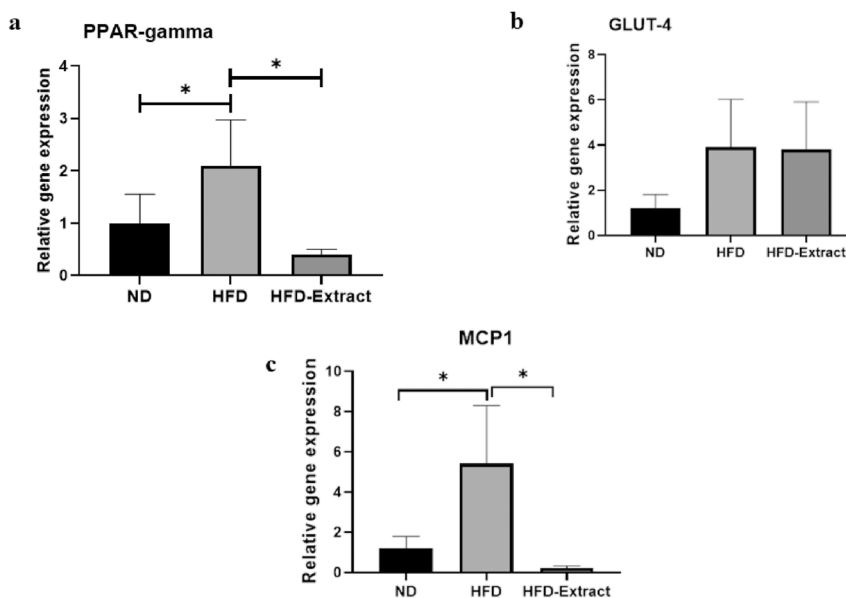 a
PPAR-gamma
Relative gene expression
4
3
2
1
0
*
*
ND HFD HFD-Extract
b
GLUT-4
Relative gene expression
8
6
4
2
0
ND HFD HFD-Extract
c
MCP1
Relative gene expression
10
8
6
4
2
0
*
*
ND HFD HFD-Extract